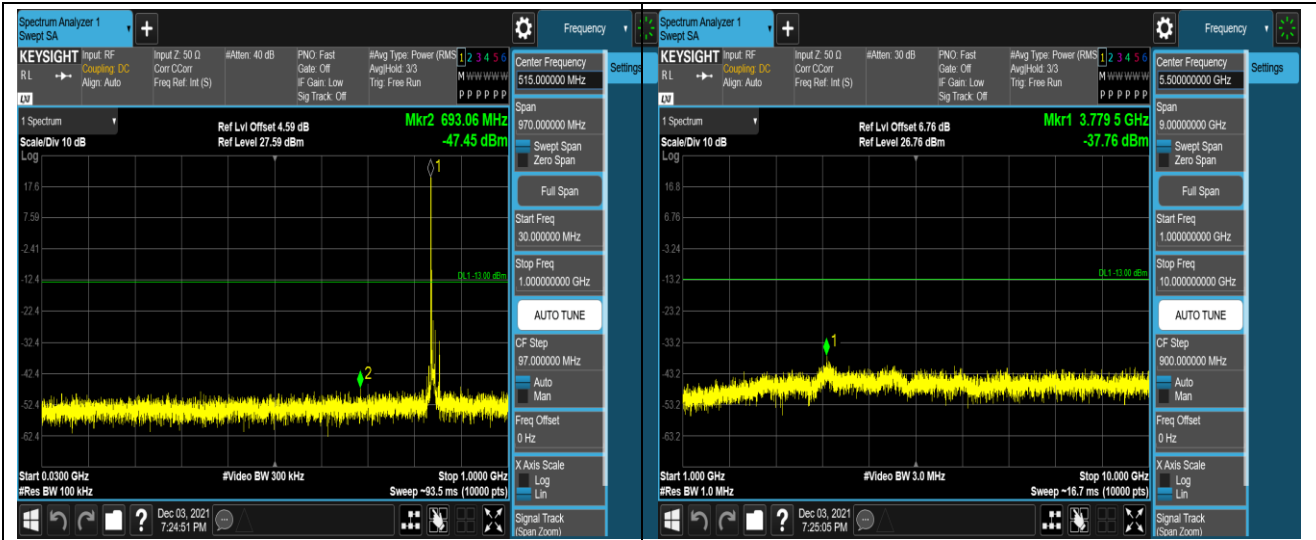 Spectrum Analyzer 1
Swept SA
Frequency
KEYSIGHT
RL
LXI
Input: RF
Coupling: DC
Align: Auto
Input Z: 50 Ω
Corr CCorr
Freq Ref: Int (S)
#Atten: 40 dB
PNO: Fast
Gate: Off
IF Gain: Low
Sig Track: Off
#Avg Type: Power (RMS
Avg|Hold: 3/3
Trig: Free Run
1 2 3 4 5 6
M W W W W W
P P P P P P
Center Frequency
515.000000 MHz
Settings
Span
970.000000 MHz
Swept Span
Zero Span
Full Span
Start Freq
30.000000 MHz
Stop Freq
1.000000000 GHz
AUTO TUNE
CF Step
97.000000 MHz
Auto
Man
Freq Offset
0 Hz
X Axis Scale
Log
Lin
Signal Track
(Span Zoom)
1 Spectrum
Scale/Div 10 dB
Log
Ref Lvl Offset 4.59 dB
Ref Level 27.59 dBm
Mkr2 693.06 MHz
-47.45 dBm
1
17.6
7.59
-2.41
DL1 -13.00 dBm
-12.4
-22.4
-32.4
-42.4
2
-52.4
-62.4
Start 0.0300 GHz
#Res BW 100 kHz
#Video BW 300 kHz
Stop 1.0000 GHz
Sweep ~93.5 ms (10000 pts)
Dec 03, 2021
7:24:51 PM
Spectrum Analyzer 1
Swept SA
Frequency
KEYSIGHT
RL
LXI
Input: RF
Coupling: DC
Align: Auto
Input Z: 50 Ω
Corr CCorr
Freq Ref: Int (S)
#Atten: 30 dB
PNO: Fast
Gate: Off
IF Gain: Low
Sig Track: Off
#Avg Type: Power (RMS
Avg|Hold: 3/3
Trig: Free Run
1 2 3 4 5 6
M W W W W W
P P P P P P
Center Frequency
5.500000000 GHz
Settings
Span
9.00000000 GHz
Swept Span
Zero Span
Full Span
Start Freq
1.000000000 GHz
Stop Freq
10.000000000 GHz
AUTO TUNE
CF Step
900.000000 MHz
Auto
Man
Freq Offset
0 Hz
X Axis Scale
Log
Lin
Signal Track
(Span Zoom)
1 Spectrum
Scale/Div 10 dB
Log
Ref Lvl Offset 6.76 dB
Ref Level 26.76 dBm
Mkr1 3.779 5 GHz
-37.76 dBm
16.8
6.76
-3.24
DL1 -13.00 dBm
-13.2
-23.2
-33.2
1
-43.2
-53.2
-63.2
Start 1.000 GHz
#Res BW 1.0 MHz
#Video BW 3.0 MHz
Stop 10.000 GHz
Sweep ~16.7 ms (10000 pts)
Dec 03, 2021
7:25:05 PM